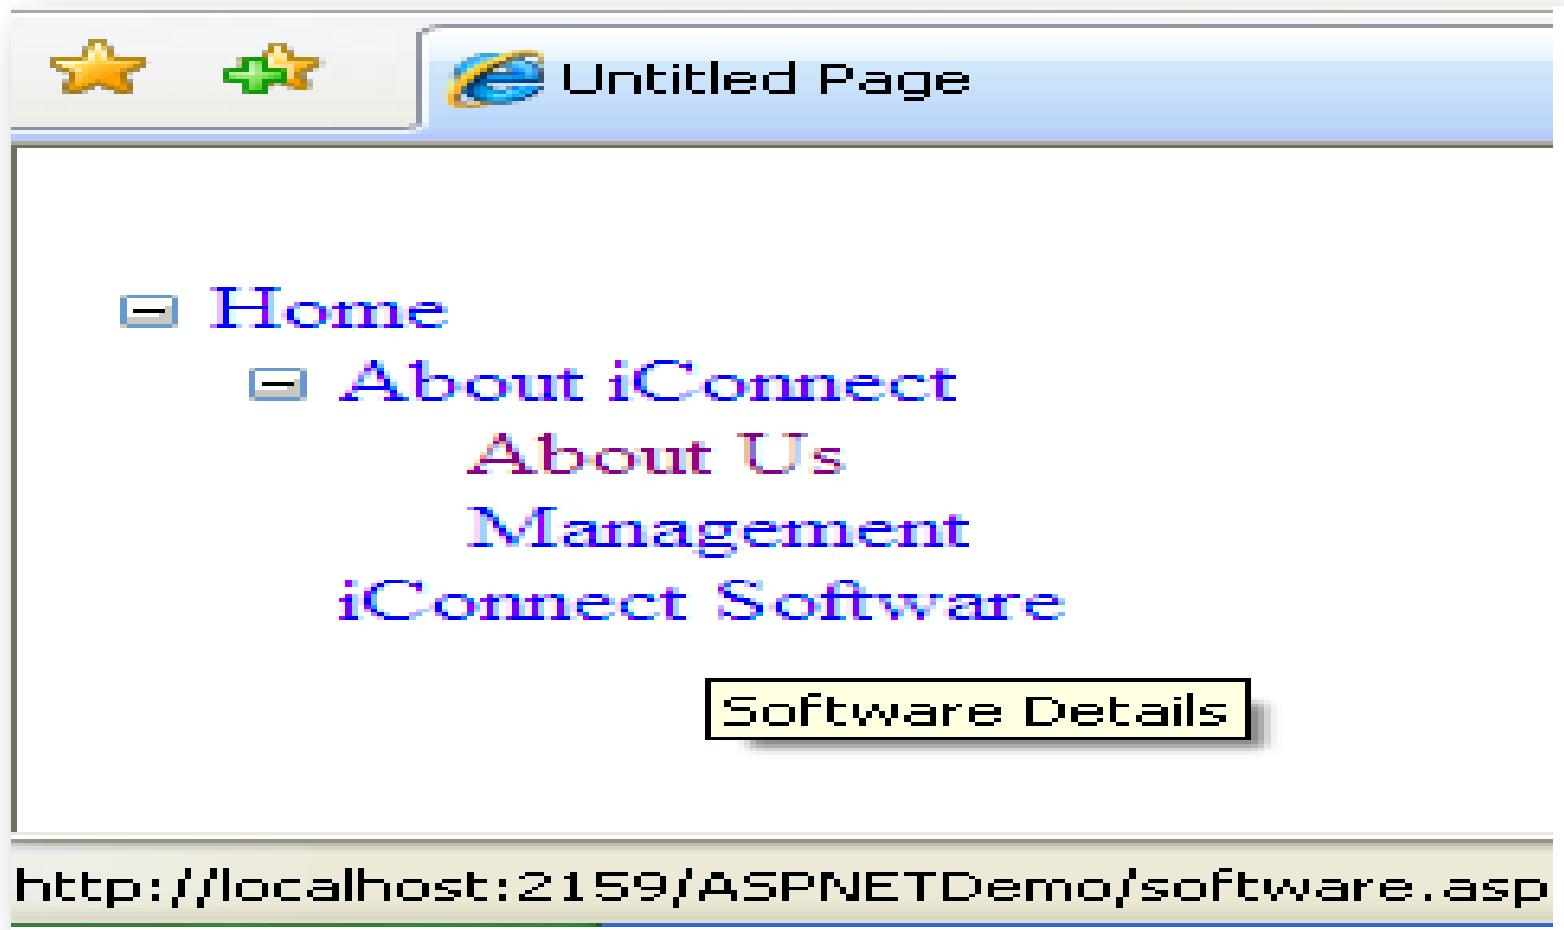 Untitled Page
Home
About iConnect
About Us
Management
iConnect Software
Software Details
http://localhost:2159/ASPNETDemo/software.asp